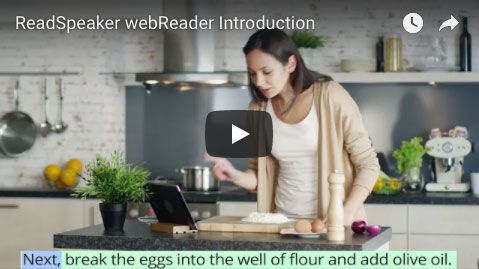 ReadSpeaker webReader Introduction
Next, break the eggs into the well of flour and add olive oil.